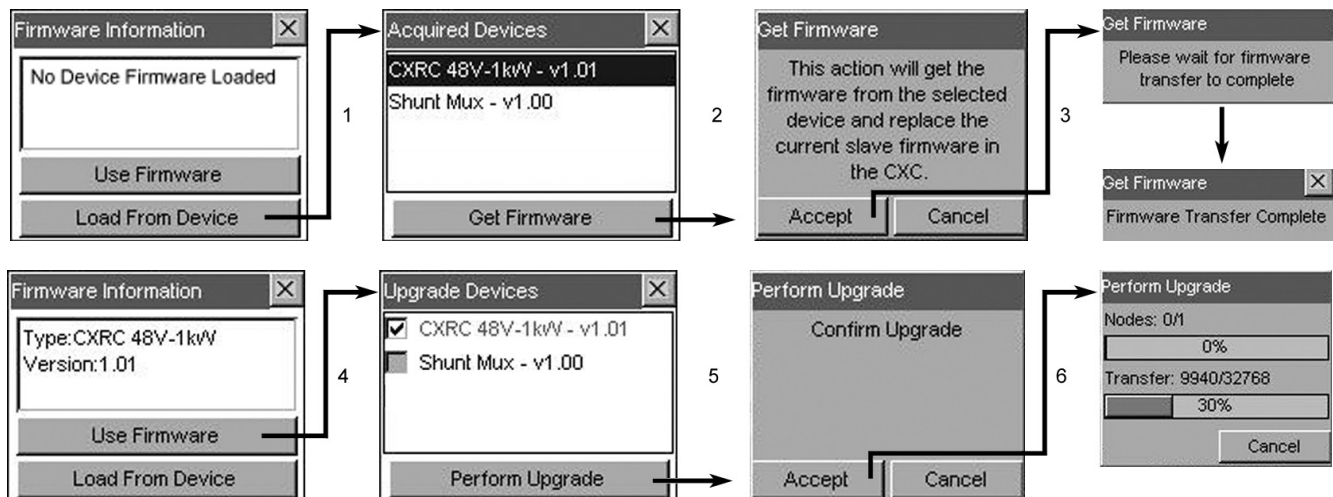 Firmware Information
No Device Firmware Loaded
Use Firmware
Load From Device
1
Acquired Devices
CXRC 48V-1kW - v1.01
Shunt Mux - v1.00
Get Firmware
2
Get Firmware
This action will get the
firmware from the selected
device and replace the
current slave firmware in
the CXC.
Accept
Cancel
3
Get Firmware
Please wait for firmware
transfer to complete
Get Firmware
Firmware Transfer Complete
Firmware Information
Type:CXRC 48V-1kW
Version:1.01
Use Firmware
Load From Device
4
Upgrade Devices
CXRC 48V-1kW - v1.01
Shunt Mux - v1.00
Perform Upgrade
5
Perform Upgrade
Confirm Upgrade
Accept
Cancel
6
Perform Upgrade
Nodes: 0/1
0%
Transfer: 9940/32768
30%
Cancel